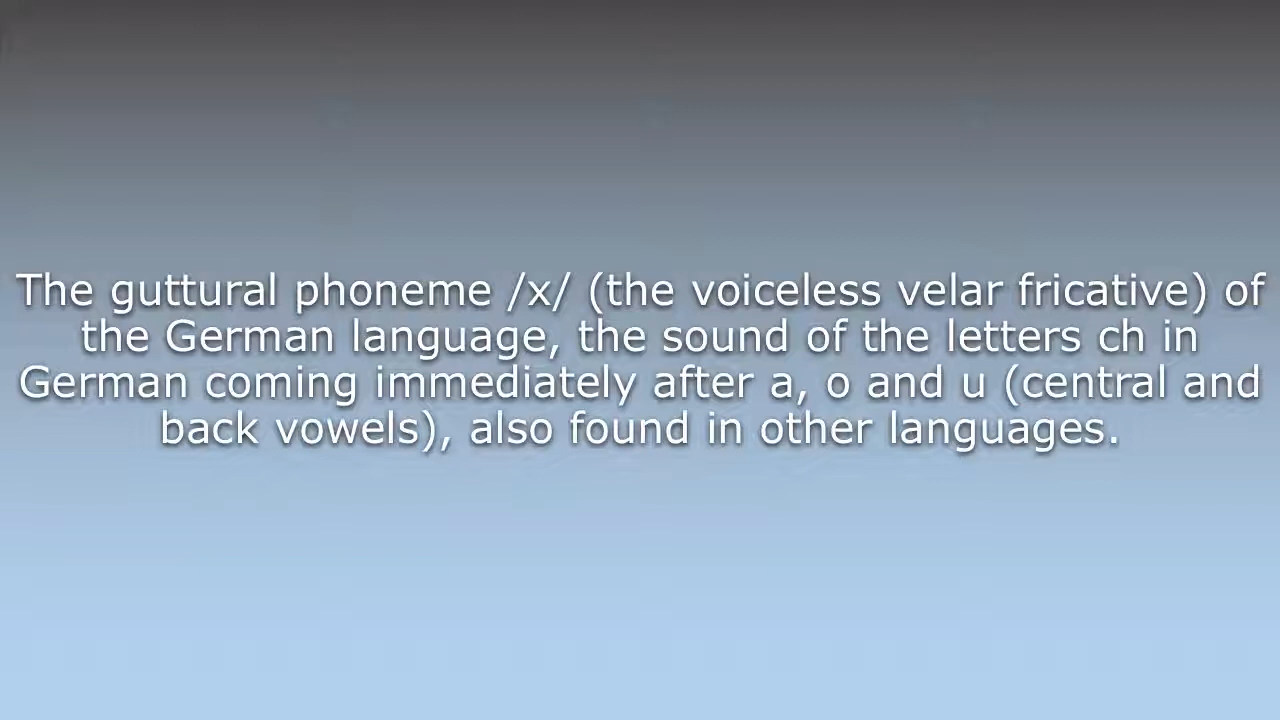 The guttural phoneme /x/ (the voiceless velar fricative) of
the German language, the sound of the letters ch in
German coming immediately after a, o and u (central and
back vowels), also found in other languages.